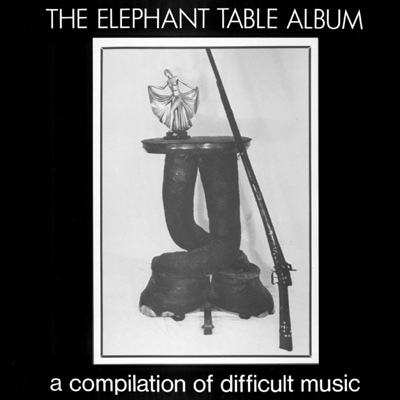 THE ELEPHANT TABLE ALBUM
a compilation of difficult music